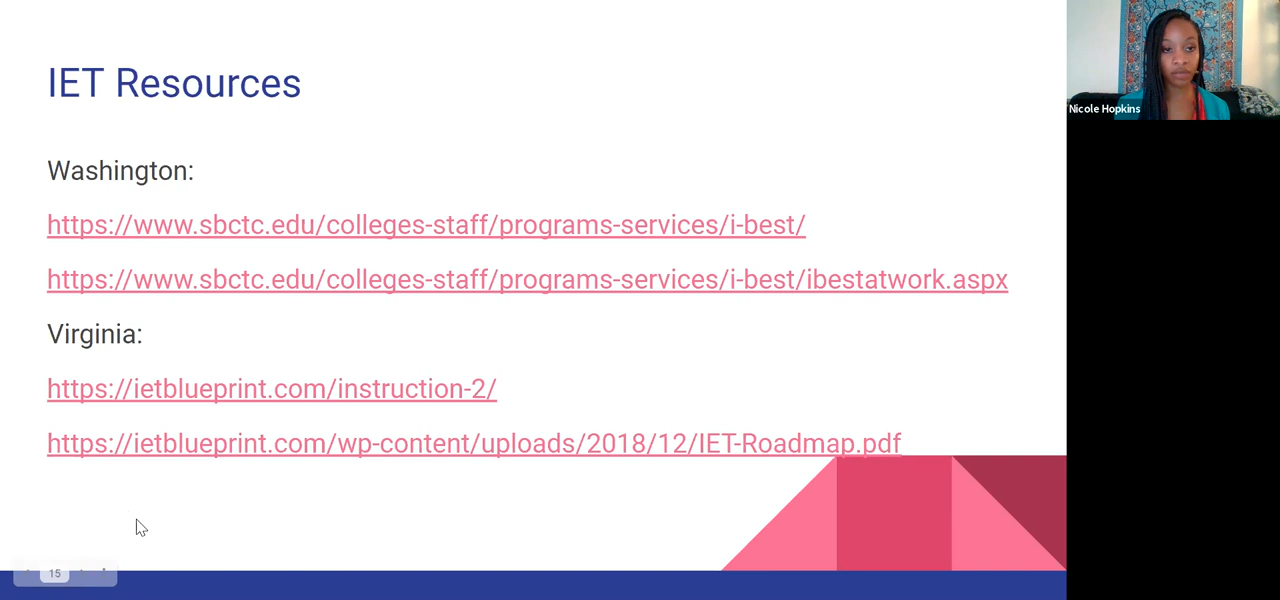 IET Resources
Washington:
https://www.sbctc.edu/colleges-staff/programs-services/i-best/
https://www.sbctc.edu/colleges-staff/programs-services/i-best/ibestatwork.aspx
Virginia:
https://ietblueprint.com/instruction-2/
https://ietblueprint.com/wp-content/uploads/2018/12/IET-Roadmap.pdf
15
Nicole Hopkins